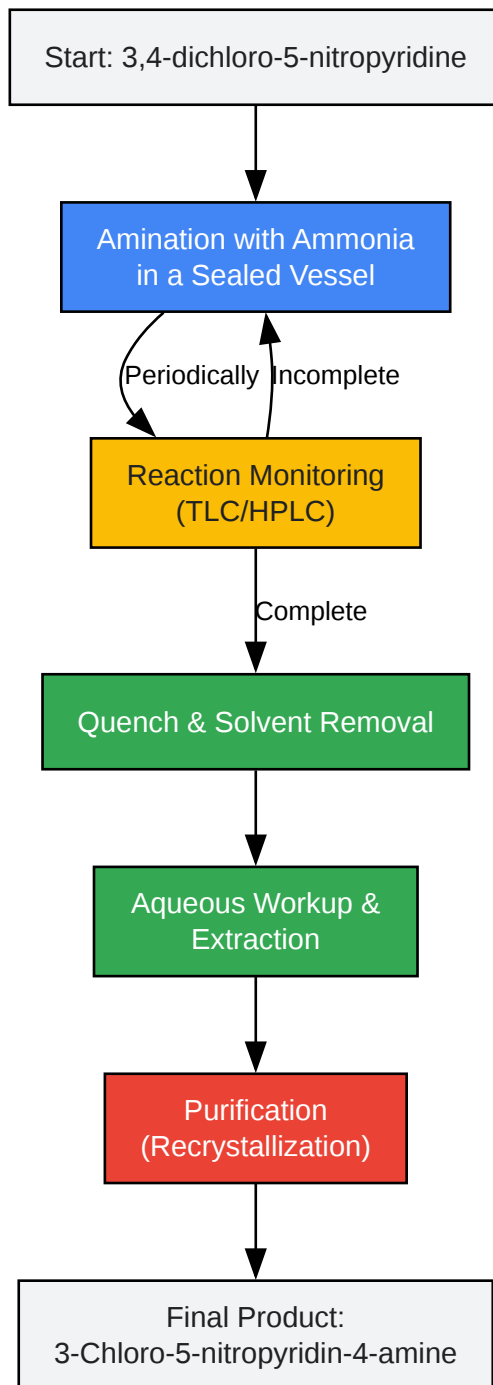 Start: 3,4-dichloro-5-nitropyridine
Amination with Ammonia
in a Sealed Vessel
Periodically
Incomplete
Reaction Monitoring
(TLC/HPLC)
Complete
Quench & Solvent Removal
Aqueous Workup &
Extraction
Purification
(Recrystallization)
Final Product:
3-Chloro-5-nitropyridin-4-amine